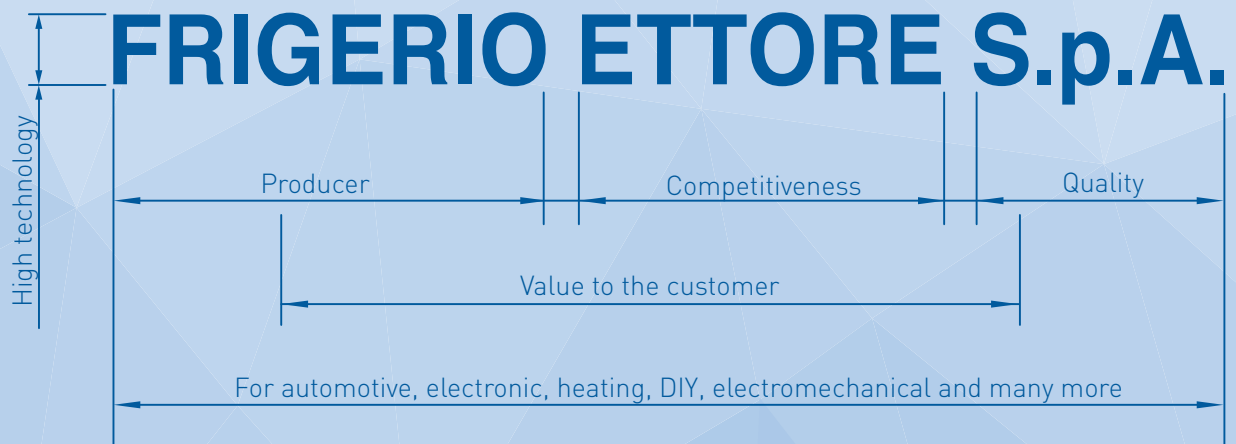 FRIGERIO ETTORE S.p.A.
High technology
Producer
Competitiveness
Quality
Value to the customer
For automotive, electronic, heating, DIY, electromechanical and many more